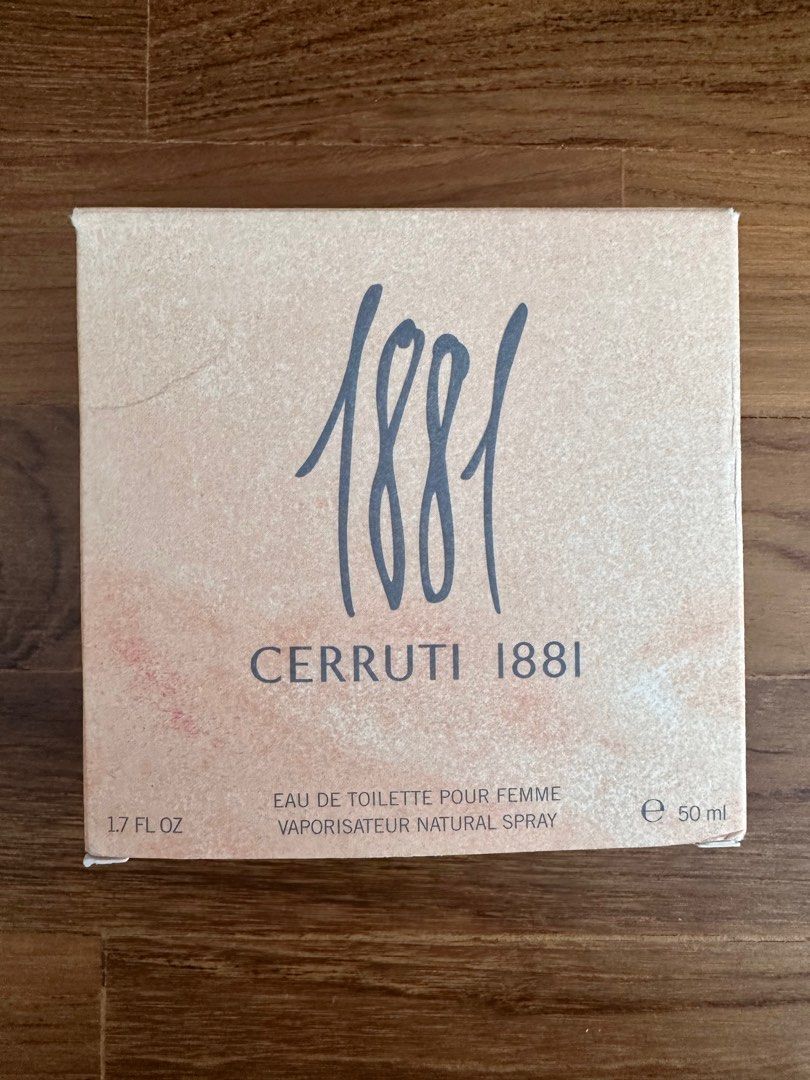 1881
CERRUTI 1881
EAU DE TOILETTE POUR FEMME
1.7 FL OZ VAPORISATEUR NATURAL SPRAY ℮ 50 ml